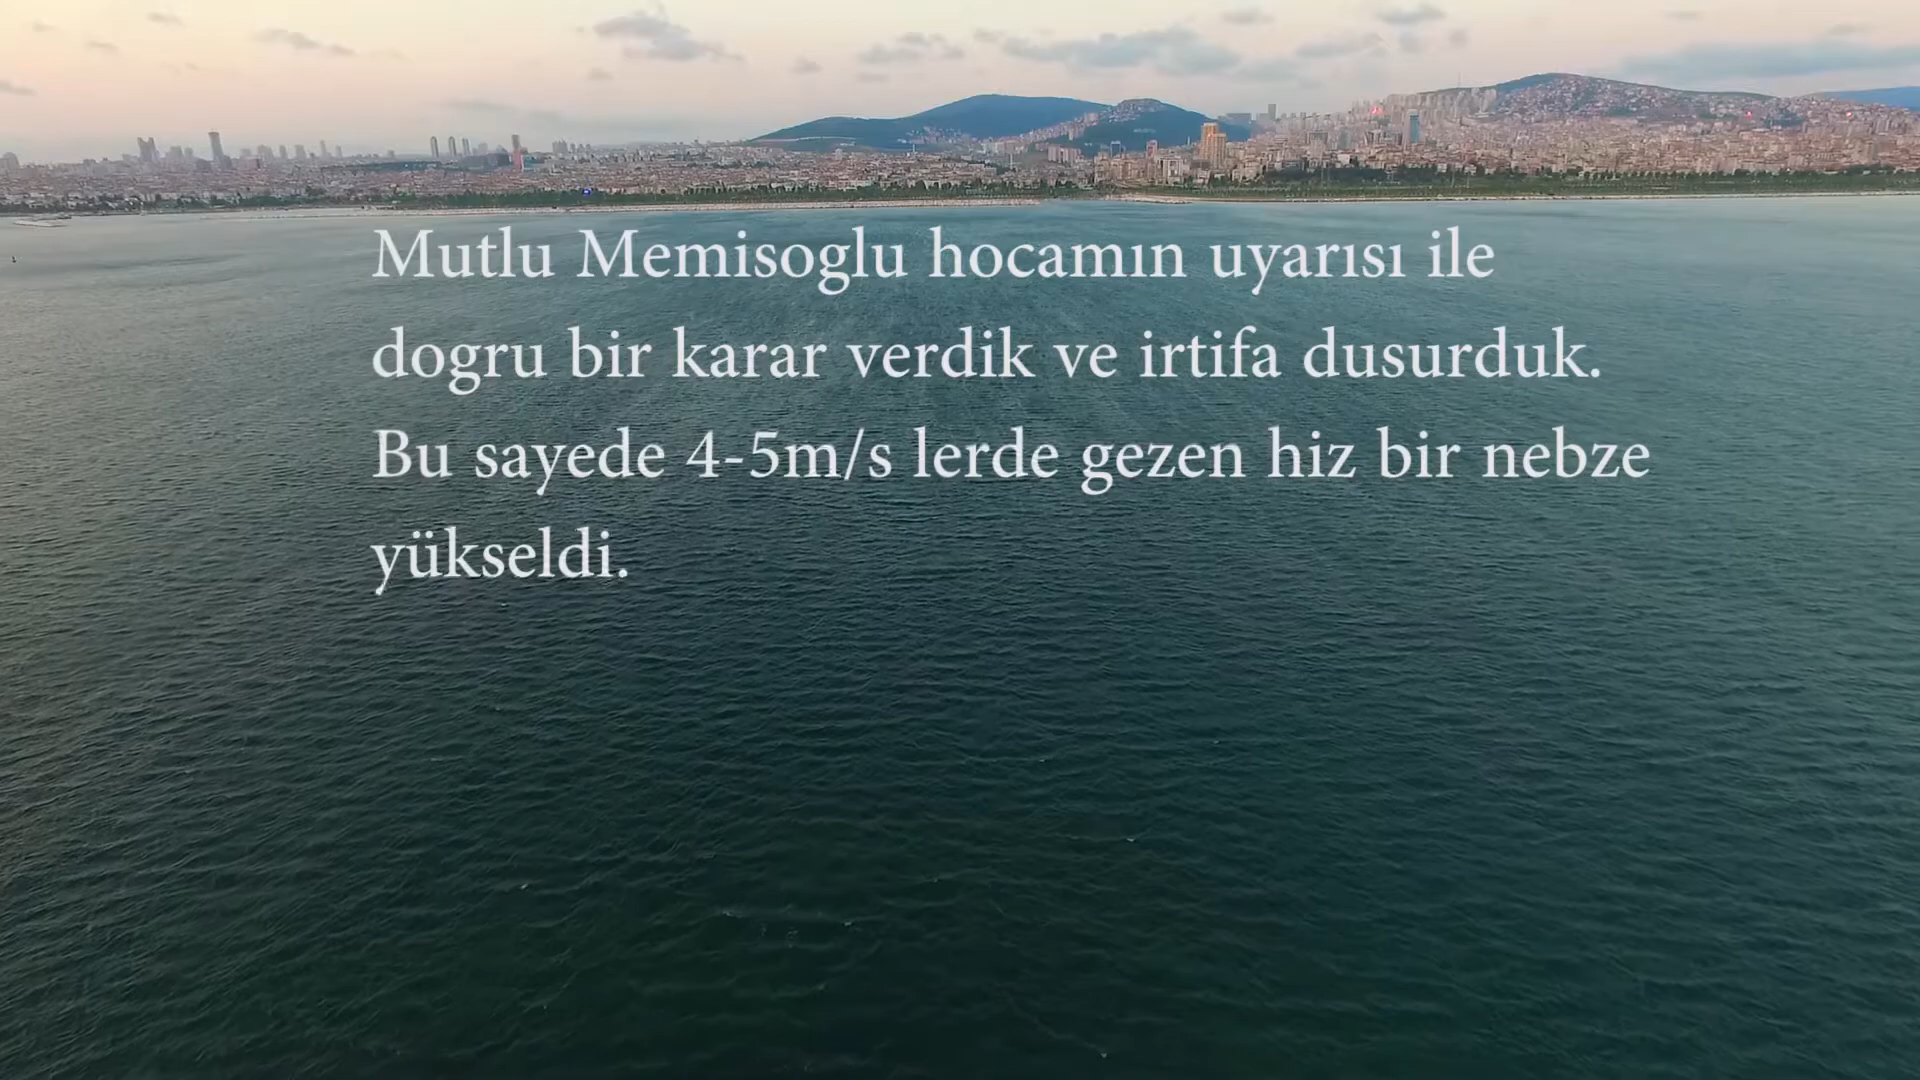 Mutlu Memisoglu hocamın uyarısı ile
dogru bir karar verdik ve irtifa dusurduk.
Bu sayede 4-5m/s lerde gezen hiz bir nebze
yükseldi.